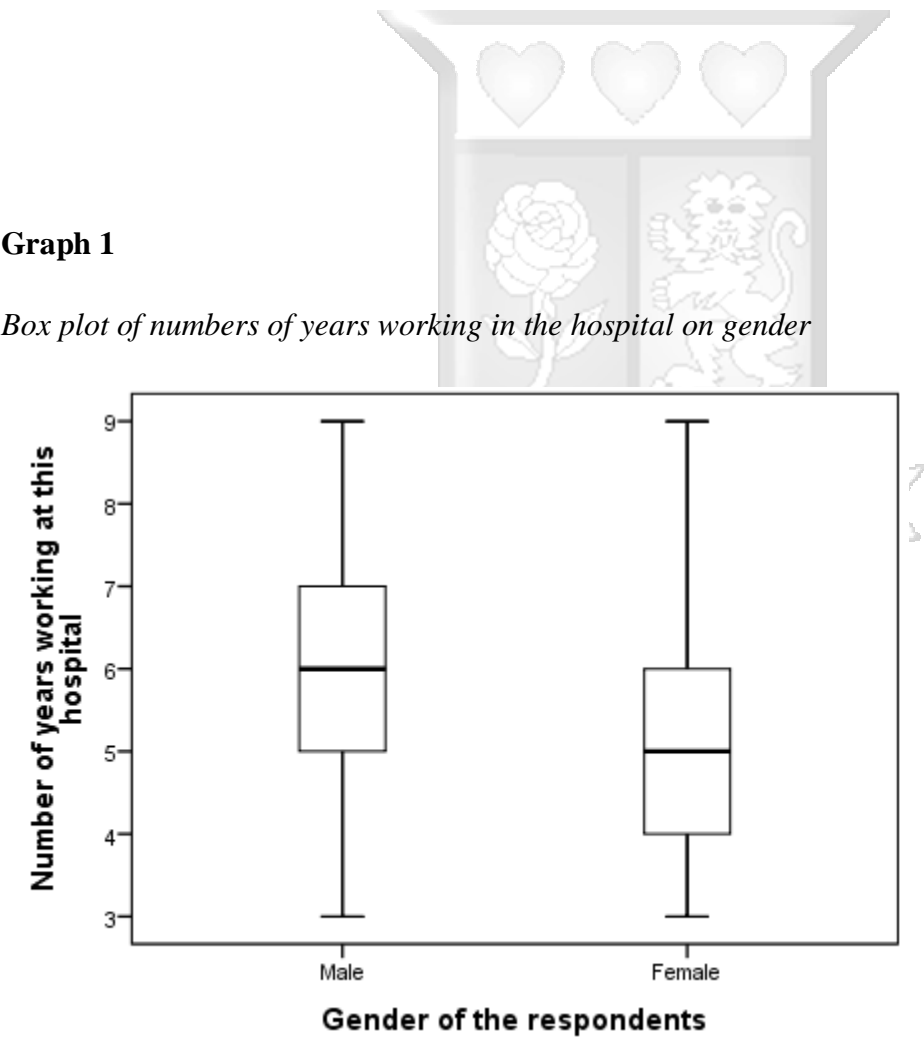 Graph 1
Box plot of numbers of years working in the hospital on gender
Number of years working at this
hospital
9
8
7
6
5
4
3
Male Female
Gender of the respondents